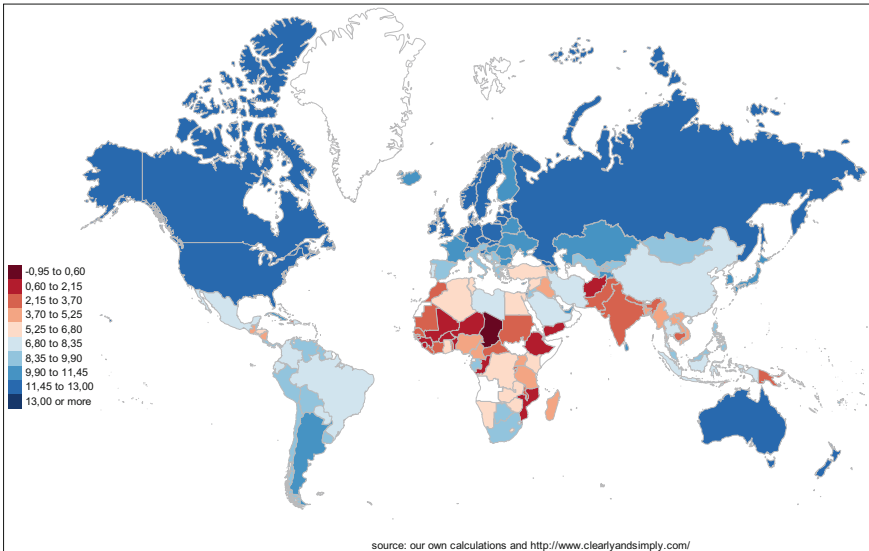 -0,95 to 0,60
0,60 to 2,15
2,15 to 3,70
3,70 to 5,25
5,25 to 6,80
6,80 to 8,35
8,35 to 9,90
9,90 to 11,45
11,45 to 13,00
13,00 or more
source: our own calculations and http://www.clearlyandsimply.com/